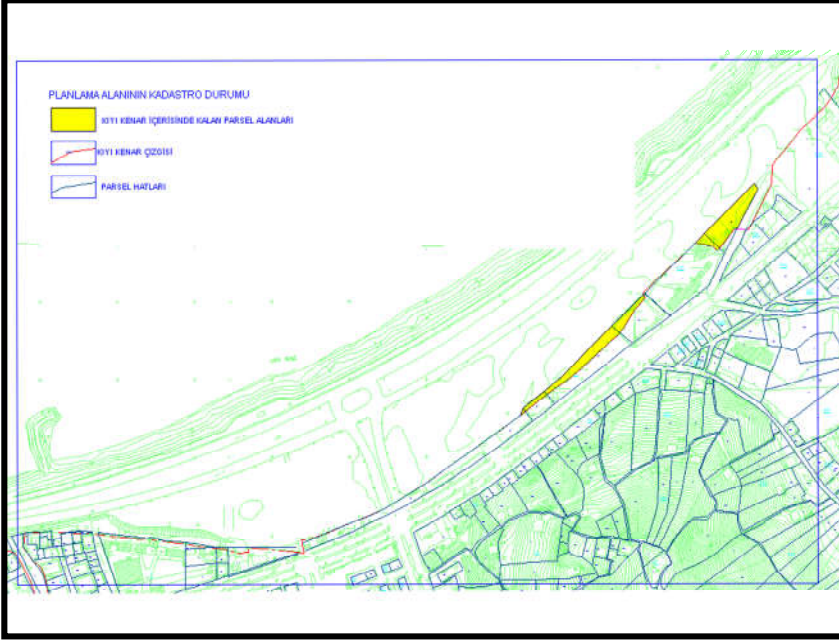 PLANLAMA ALANININ KADASTRO DURUMU
KIYI KENAR İÇERİSİNDE KALAN PARSEL ALANLARI
KIYI KENAR ÇİZGİSİ
PARSEL HATLARI